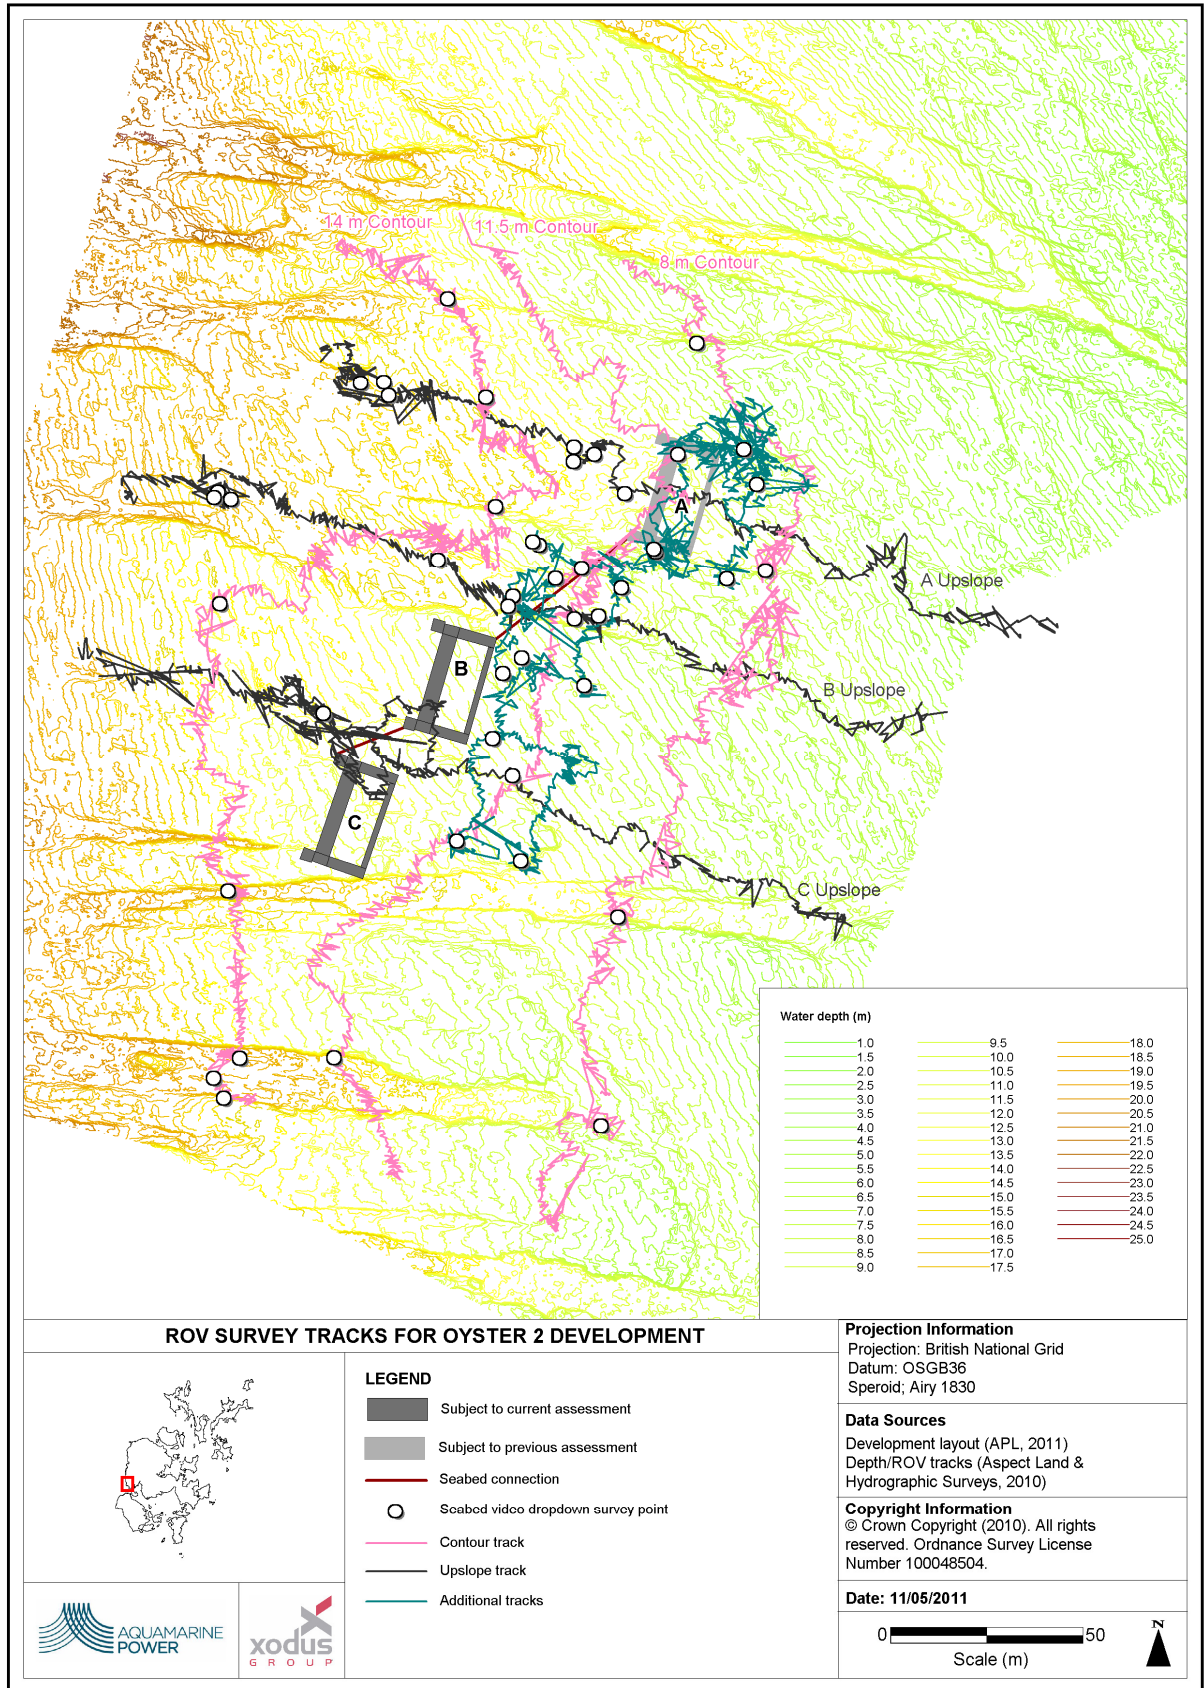 14 m Contour
11.5 m Contour
8 m Contour
A
A Upslope
B
B Upslope
C
C Upslope
Water depth (m)
1.0
1.5
2.0
2.5
3.0
3.5
4.0
4.5
5.0
5.5
6.0
6.5
7.0
7.5
8.0
8.5
9.0
9.5
10.0
10.5
11.0
11.5
12.0
12.5
13.0
13.5
14.0
14.5
15.0
15.5
16.0
16.5
17.0
17.5
18.0
18.5
19.0
19.5
20.0
20.5
21.0
21.5
22.0
22.5
23.0
23.5
24.0
24.5
25.0
ROV SURVEY TRACKS FOR OYSTER 2 DEVELOPMENT
LEGEND
Subject to current assessment
Subject to previous assessment
Seabed connection
Seabed video dropdown survey point
Contour track
Upslope track
Additional tracks
AQUAMARINE
POWER
xodus
GROUP
Projection Information
Projection: British National Grid
Datum: OSGB36
Speroid; Airy 1830
Data Sources
Development layout (APL, 2011)
Depth/ROV tracks (Aspect Land &
Hydrographic Surveys, 2010)
Copyright Information
© Crown Copyright (2010). All rights
reserved. Ordnance Survey License
Number 100048504.
Date: 11/05/2011
0 50
Scale (m)
N